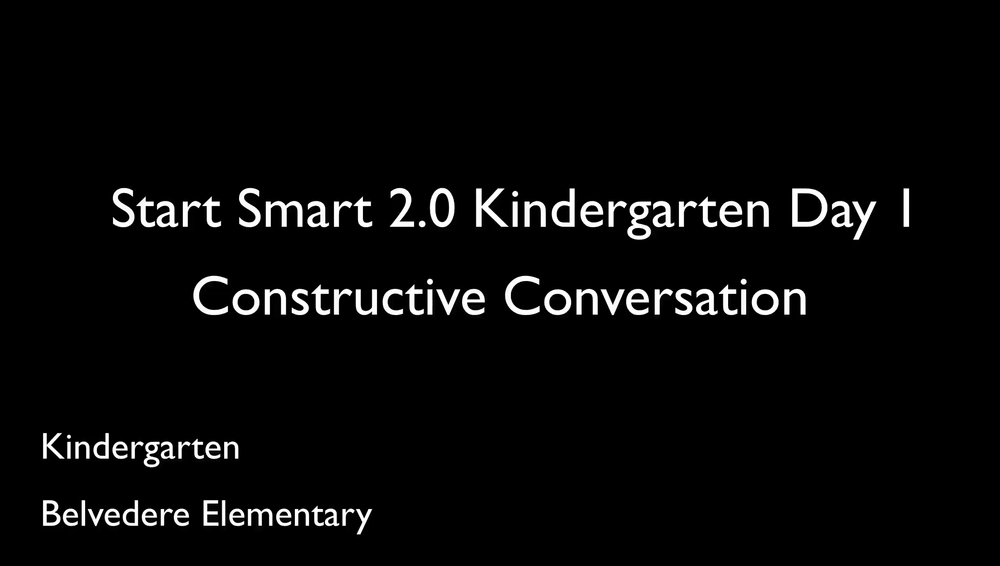 Start Smart 2.0 Kindergarten Day 1
Constructive Conversation
Kindergarten
Belvedere Elementary